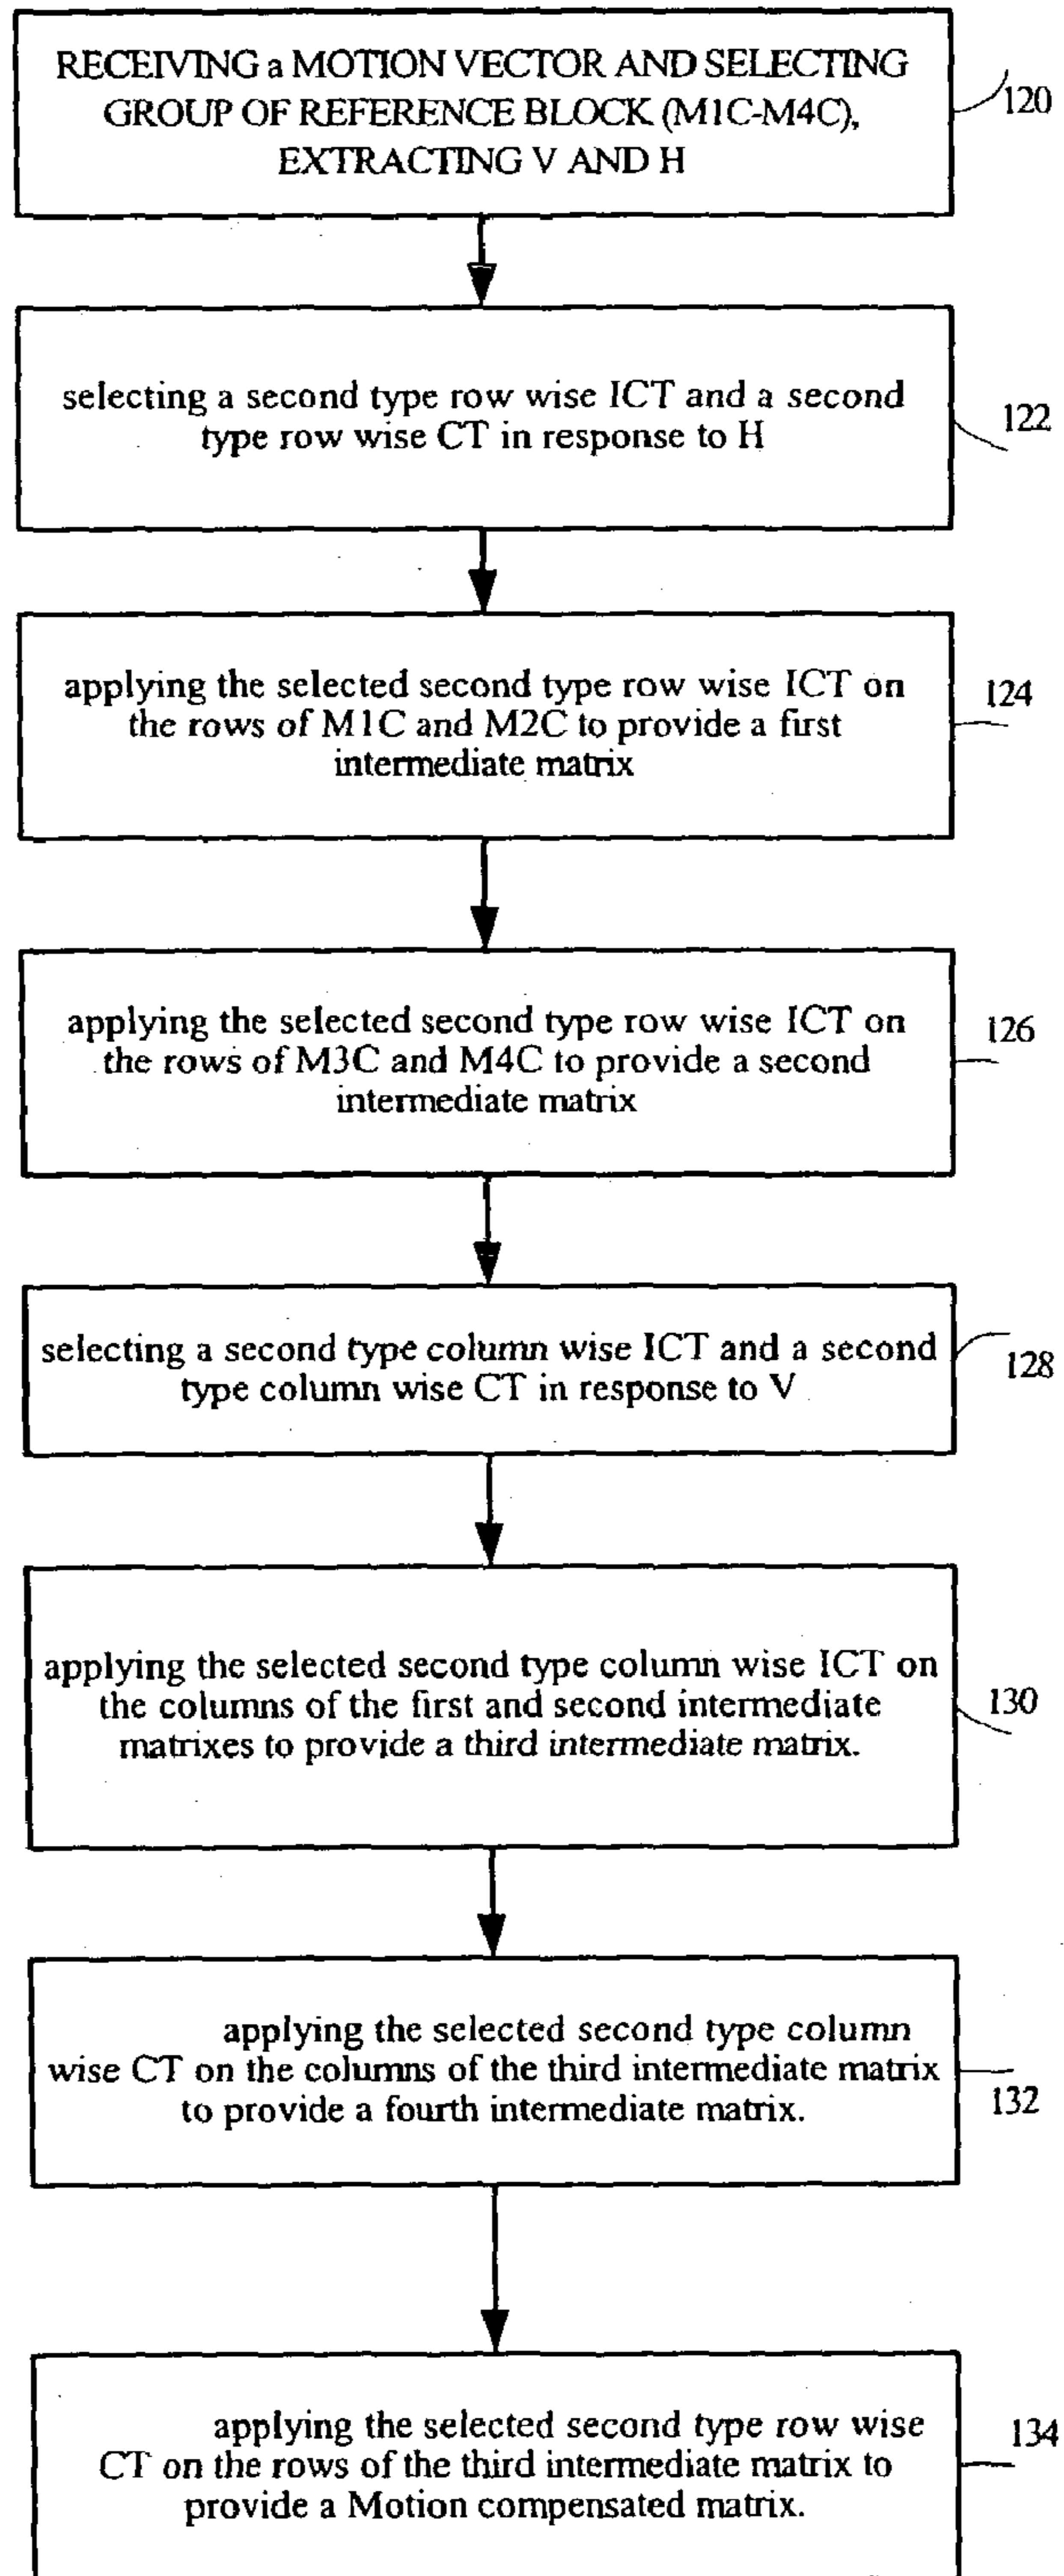 RECEIVING a MOTION VECTOR AND SELECTING
GROUP OF REFERENCE BLOCK (M1C-M4C),
EXTRACTING V AND H
120
selecting a second type row wise ICT and a second
type row wise CT in response to H
122
applying the selected second type row wise ICT on
the rows of M1C and M2C to provide a first
intermediate matrix
124
applying the selected second type row wise ICT on
the rows of M3C and M4C to provide a second
intermediate matrix
126
selecting a second type column wise ICT and a second
type column wise CT in response to V
128
applying the selected second type column wise ICT on
the columns of the first and second intermediate
matrixes to provide a third intermediate matrix.
130
applying the selected second type column
wise CT on the columns of the third intermediate matrix
to provide a fourth intermediate matrix.
132
applying the selected second type row wise
CT on the rows of the third intermediate matrix to
provide a Motion compensated matrix.
134